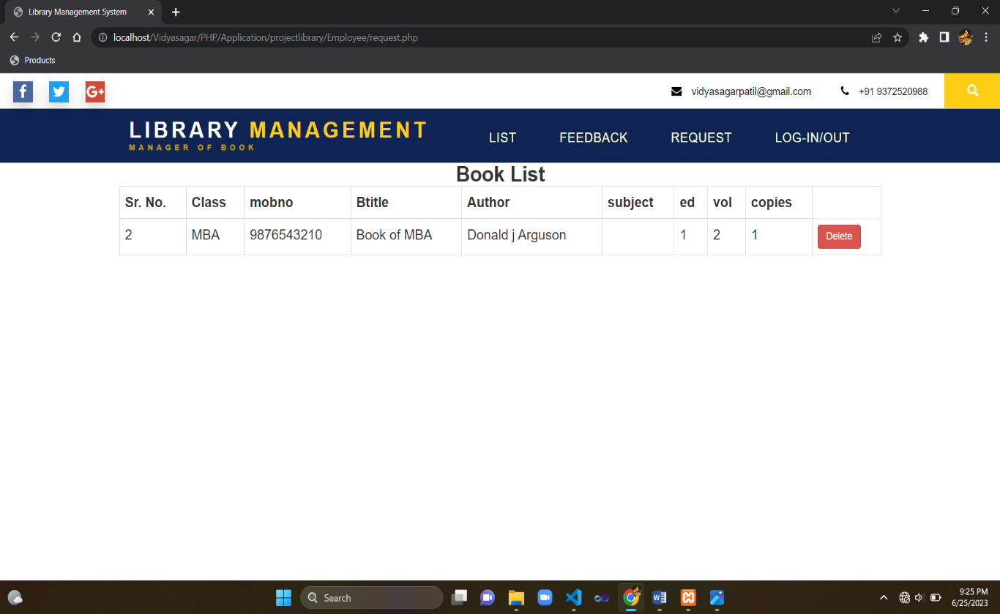 Library Management System
localhost/Vidyasagar/PHP/Application/projectlibrary/Employee/request.php
Products
f G+ vidyasagarpatil@gmail.com +91 9372520988
LIBRARY MANAGEMENT
MANAGER OF BOOK
LIST FEEDBACK REQUEST LOG-IN/OUT
Book List
Sr. No. Class mobno Btitle Author subject ed vol copies
2 MBA 9876543210 Book of MBA Donald j Arguson 1 2 1 Delete
Search
9:25 PM
6/25/2023